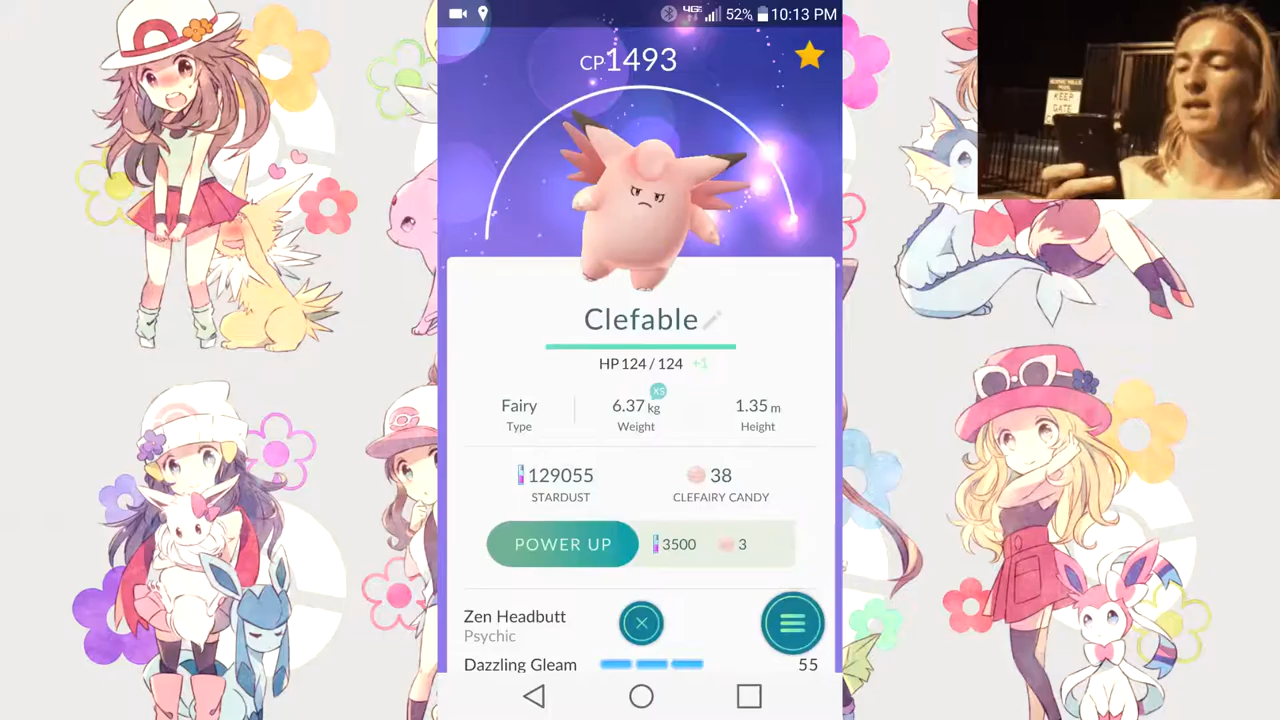 4G
52% 10:13 PM
CP1493
KEEP
GATE
Clefable
HP 124 / 124 +1
XS
Fairy 6.37 kg 1.35 m
Type Weight Height
129055 38
STARDUST CLEFAIRY CANDY
POWER UP 3500 3
Zen Headbutt
Psychic
Dazzling Gleam 55